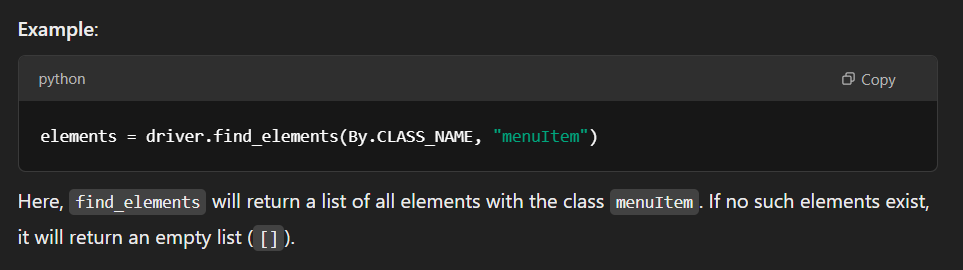 Example:
python
Copy
elements = driver.find_elements(By.CLASS_NAME, "menuItem")
Here, find_elements will return a list of all elements with the class menuItem. If no such elements exist,
it will return an empty list ([]).